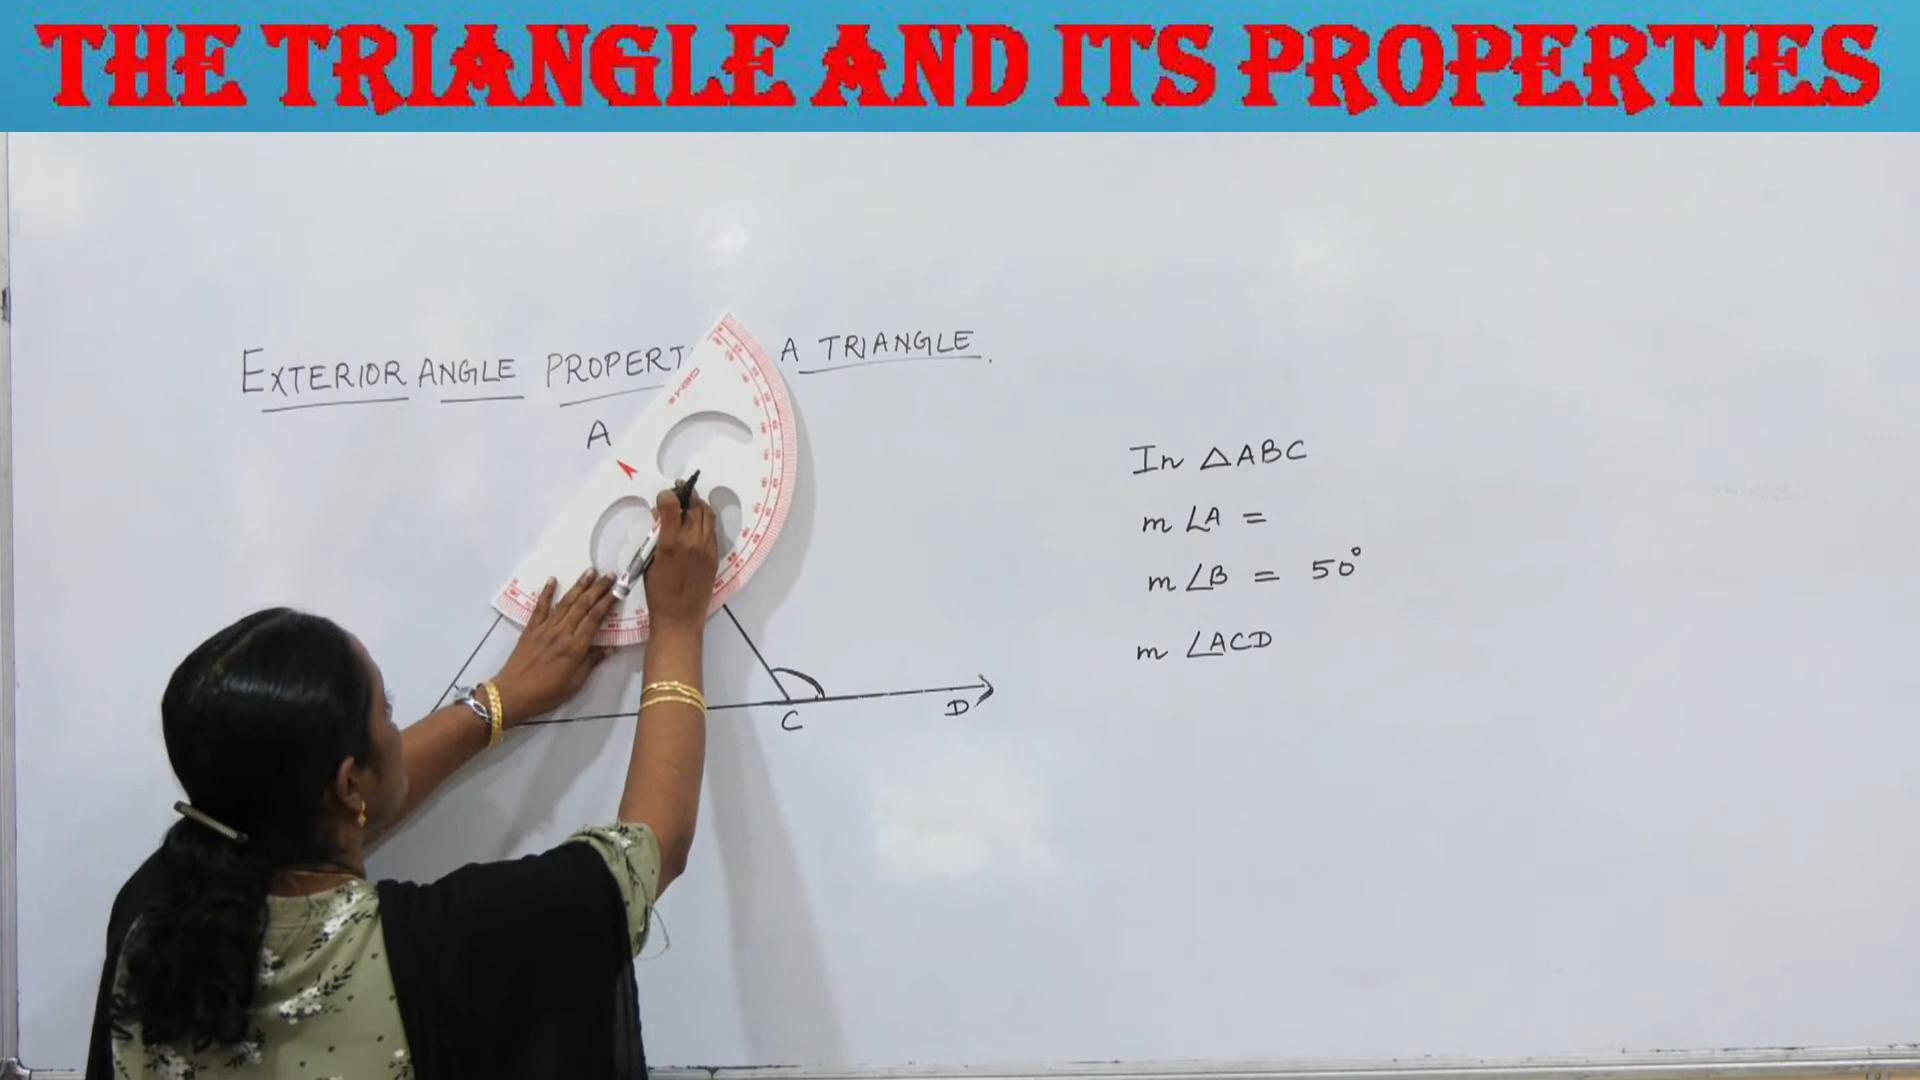 THE TRIANGLE AND ITS PROPERTIES
EXTERIOR ANGLE PROPERT A TRIANGLE.
A
In △ABC
m ∠A =
m ∠B = 50°
m ∠ACD
C
D